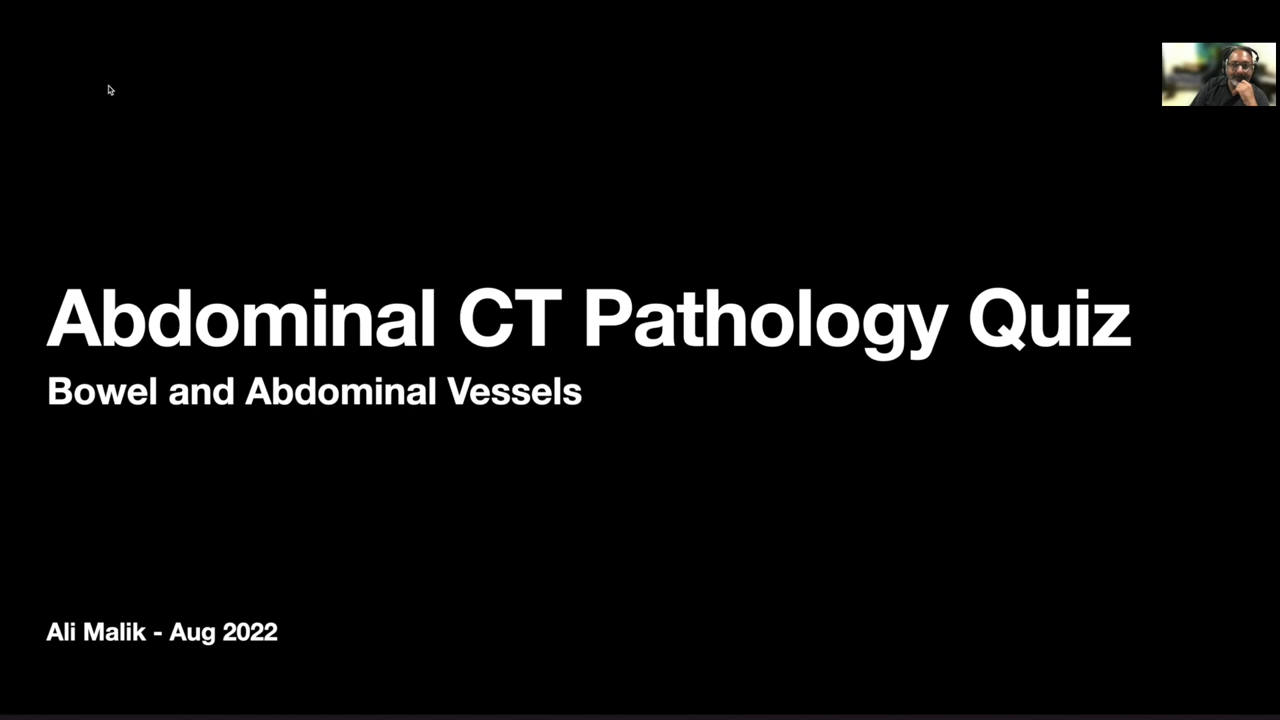 Abdominal CT Pathology Quiz
Bowel and Abdominal Vessels
Ali Malik - Aug 2022